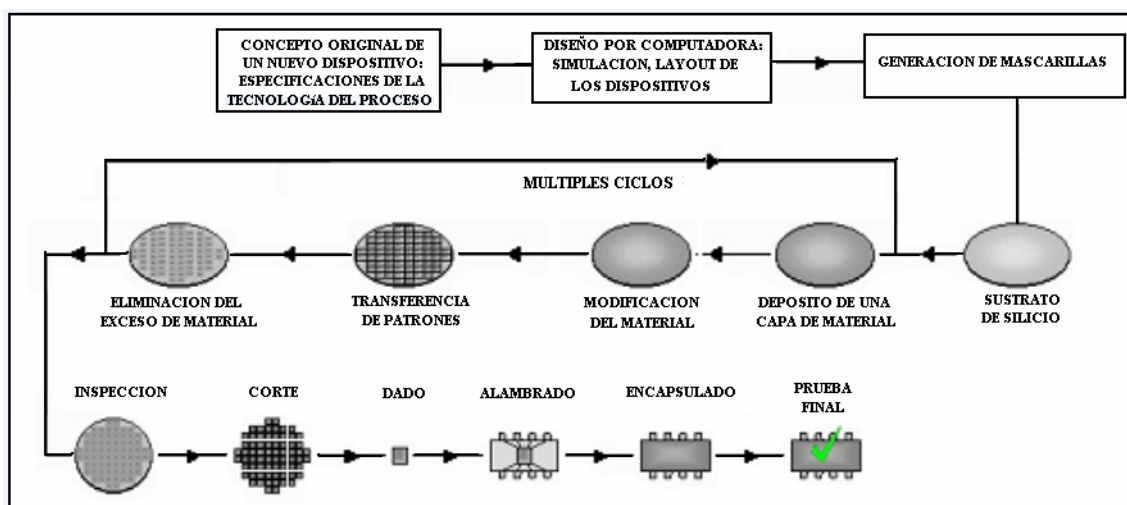 CONCEPTO ORIGINAL DE
UN NUEVO DISPOSITIVO:
ESPECIFICACIONES DE LA
TECNOLOGíA DEL PROCESO
DISEÑO POR COMPUTADORA:
SIMULACION, LAYOUT DE
LOS DISPOSITIVOS
GENERACION DE MASCARILLAS
MULTIPLES CICLOS
ELIMINACION DEL
EXCESO DE MATERIAL
TRANSFERENCIA
DE PATRONES
MODIFICACION
DEL MATERIAL
DEPOSITO DE UNA
CAPA DE MATERIAL
SUSTRATO
DE SILICIO
INSPECCION
CORTE
DADO
ALAMBRADO
ENCAPSULADO
PRUEBA
FINAL